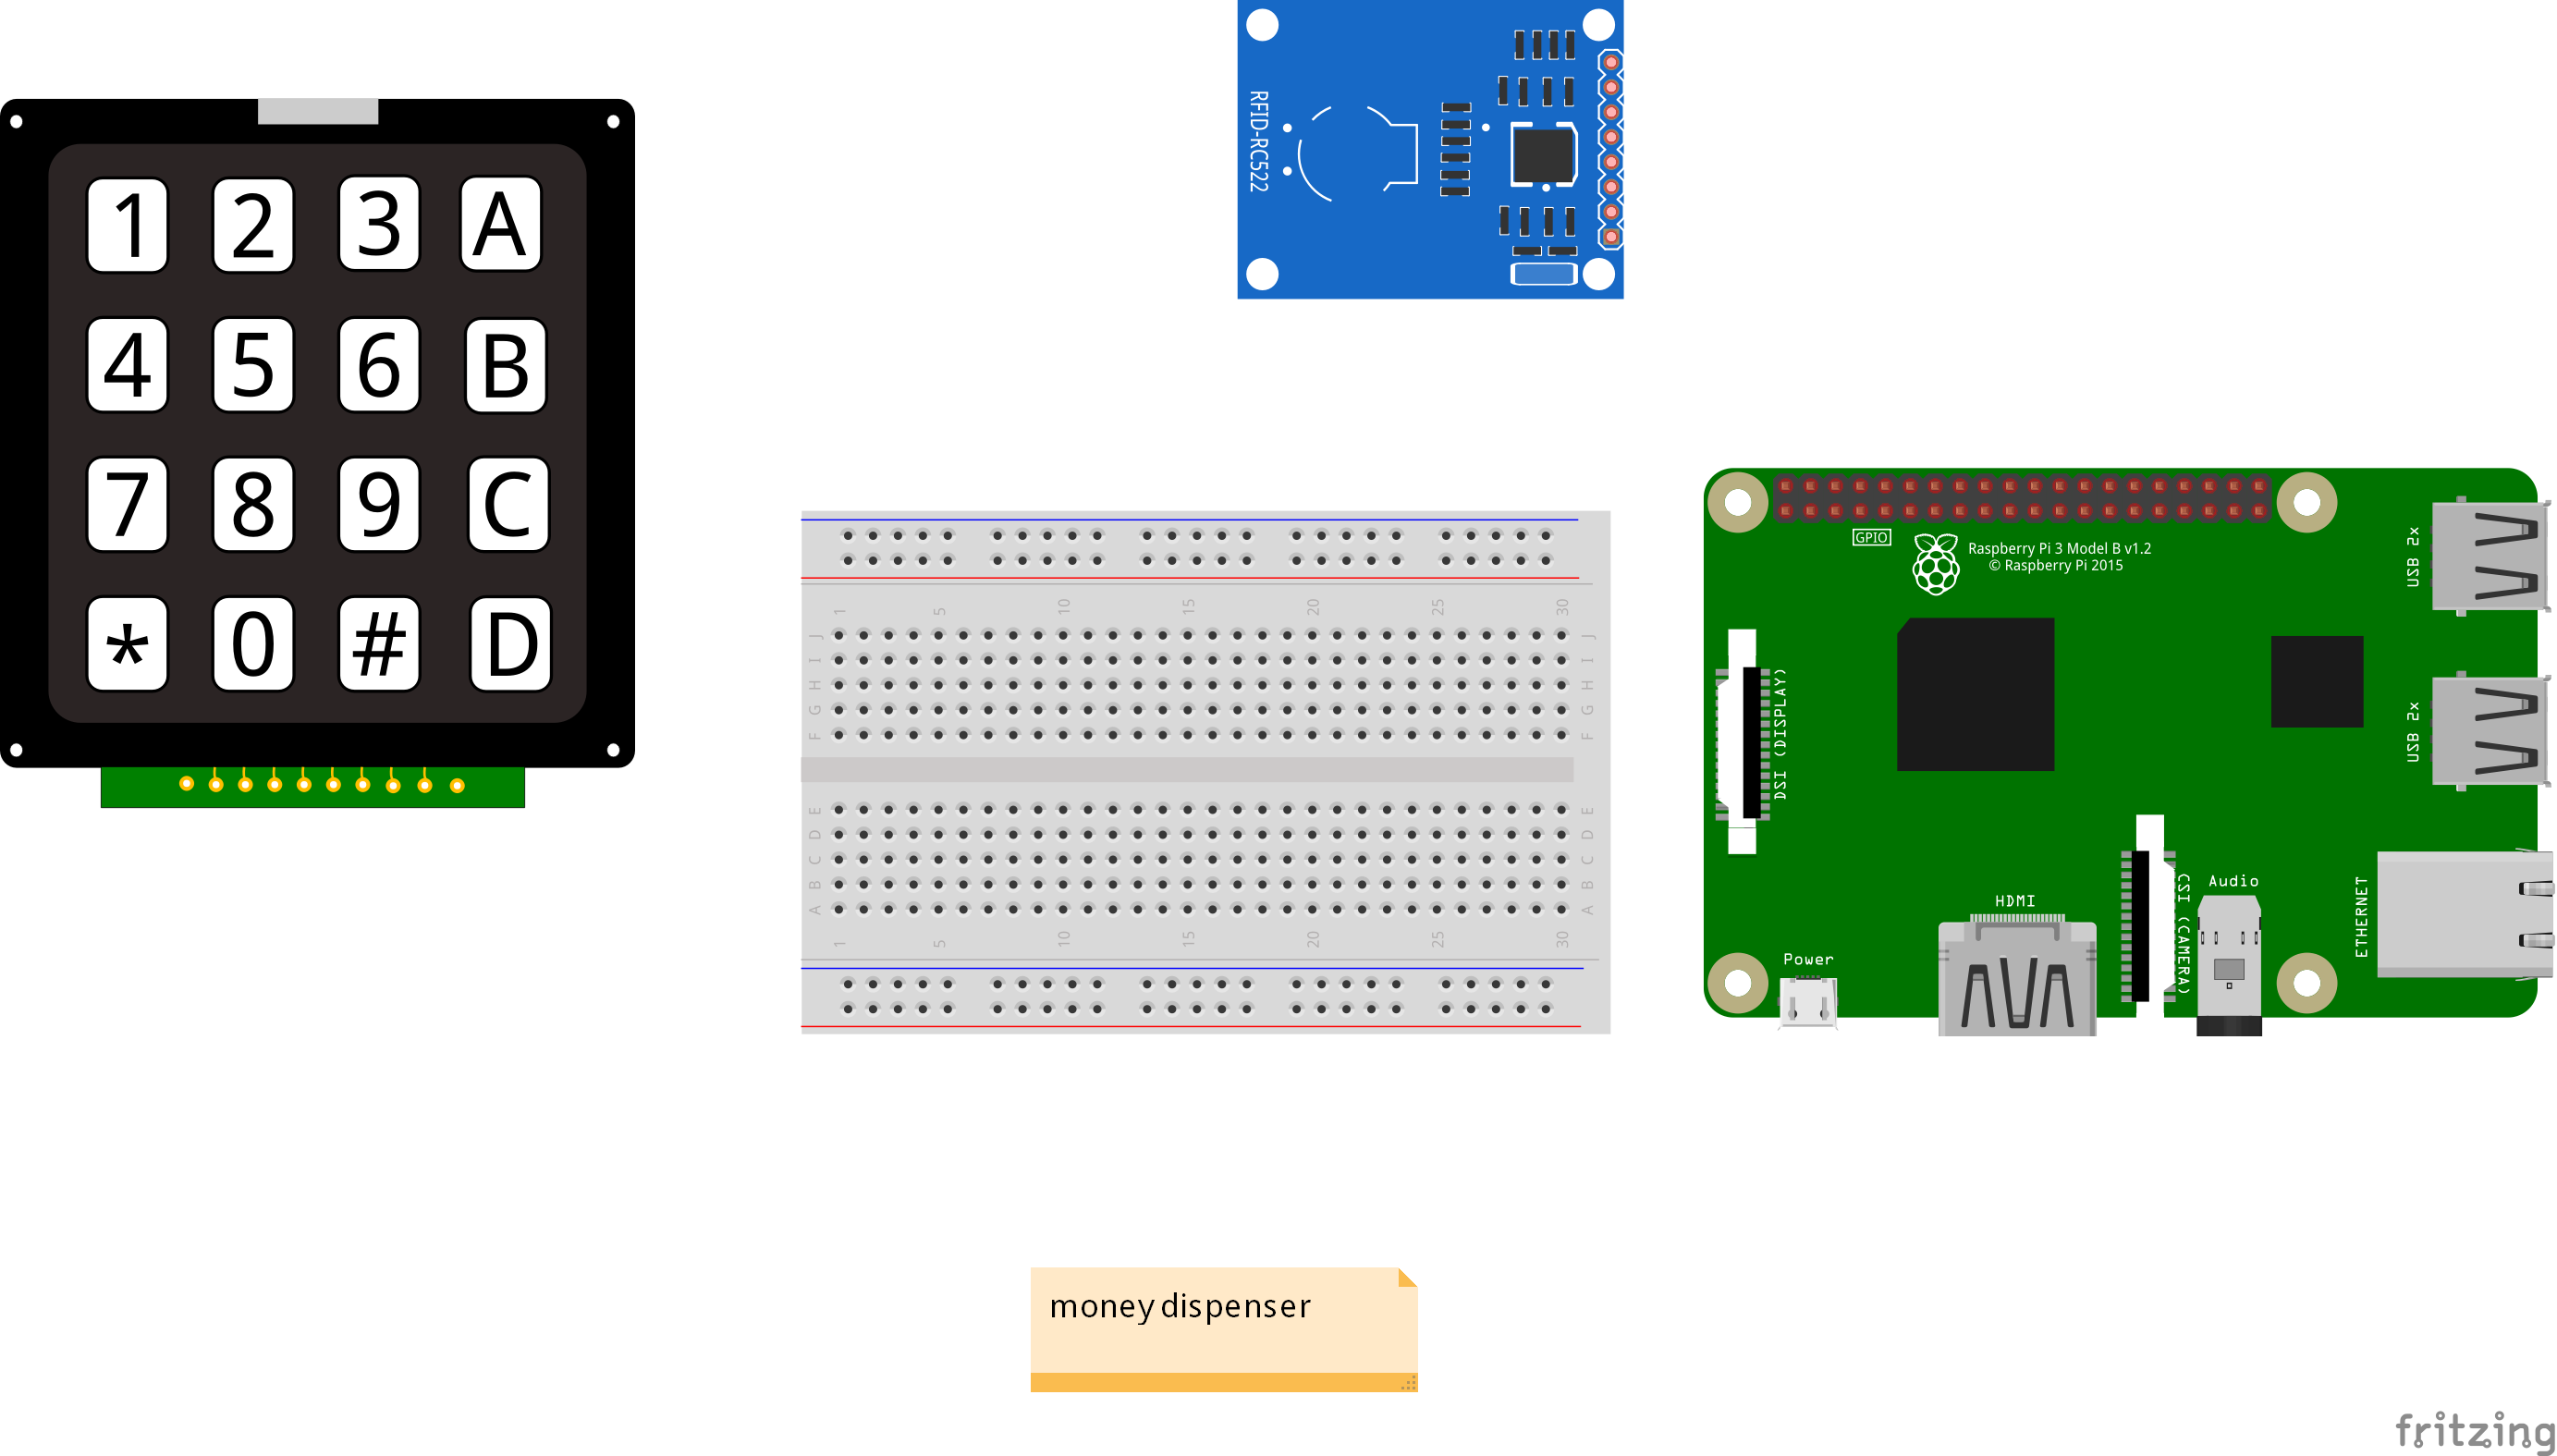 RFID-RC522
1 2 3 A
4 5 6 B
7 8 9 C
* 0 # D
1 5 10 15 20 25 30
J J
I I
H H
G G
F F
E E
D D
C C
B B
A A
1 5 10 15 20 25 30
GPIO
Raspberry Pi 3 Model B v1.2
© Raspberry Pi 2015
USB 2x
USB 2x
DSI (DISPLAY)
HDMI
CSI (CAMERA)
Audio
ETHERNET
Power
money dispenser
fritzing